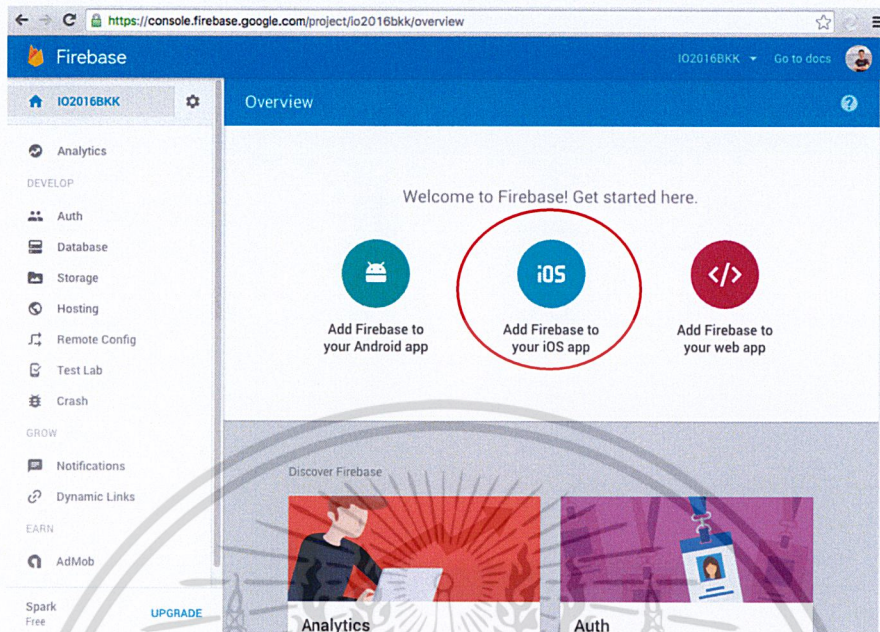 https://console.firebase.google.com/project/io2016bkk/overview
Firebase
IO2016BKK
Go to docs
IO2016BKK
Overview
?
Analytics
DEVELOP
Auth
Database
Storage
Hosting
Remote Config
Test Lab
Crash
GROW
Notifications
Dynamic Links
EARN
AdMob
Spark
Free
UPGRADE
Welcome to Firebase! Get started here.
Add Firebase to
your Android app
iOS
Add Firebase to
your iOS app
</>
Add Firebase to
your web app
Discover Firebase
Analytics
Auth